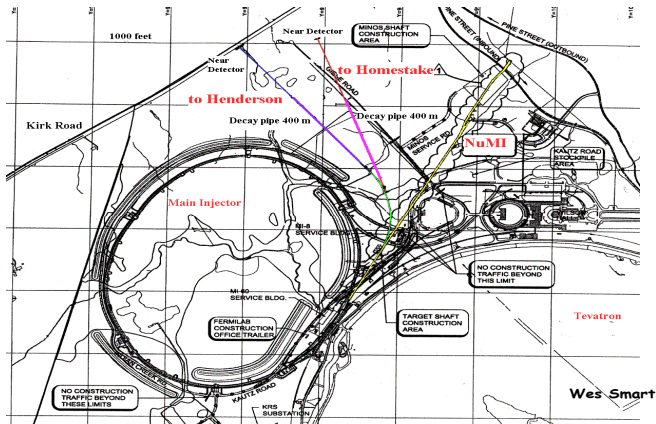 MINOS SHAFT
CONSTRUCTION
AREA
PINE STREET (INBOUND)
PINE STREET (OUTBOUND)
1000 feet
Near Detector
Near
Detector
to Homestake
1
to Henderson
Kirk Road
Decay pipe 400 m
Decay pipe 400 m
MINOS
SERVICE RD.
NuMI
KAUTZ ROAD
STOCKPILE
AREA
Main Injector
MI-8
SERVICE BLDG.
MI-60
SERVICE BLDG.
NO CONSTRUCTION
TRAFFIC BEYOND
THIS LIMIT
FERMILAB
CONSTRUCTION
OFFICE TRAILER
TARGET SHAFT
CONSTRUCTION
AREA
Tevatron
KAUTZ ROAD
NO CONSTRUCTION
TRAFFIC BEYOND
THESE LIMITS
KRS
SUBSTATION
Wes Smart